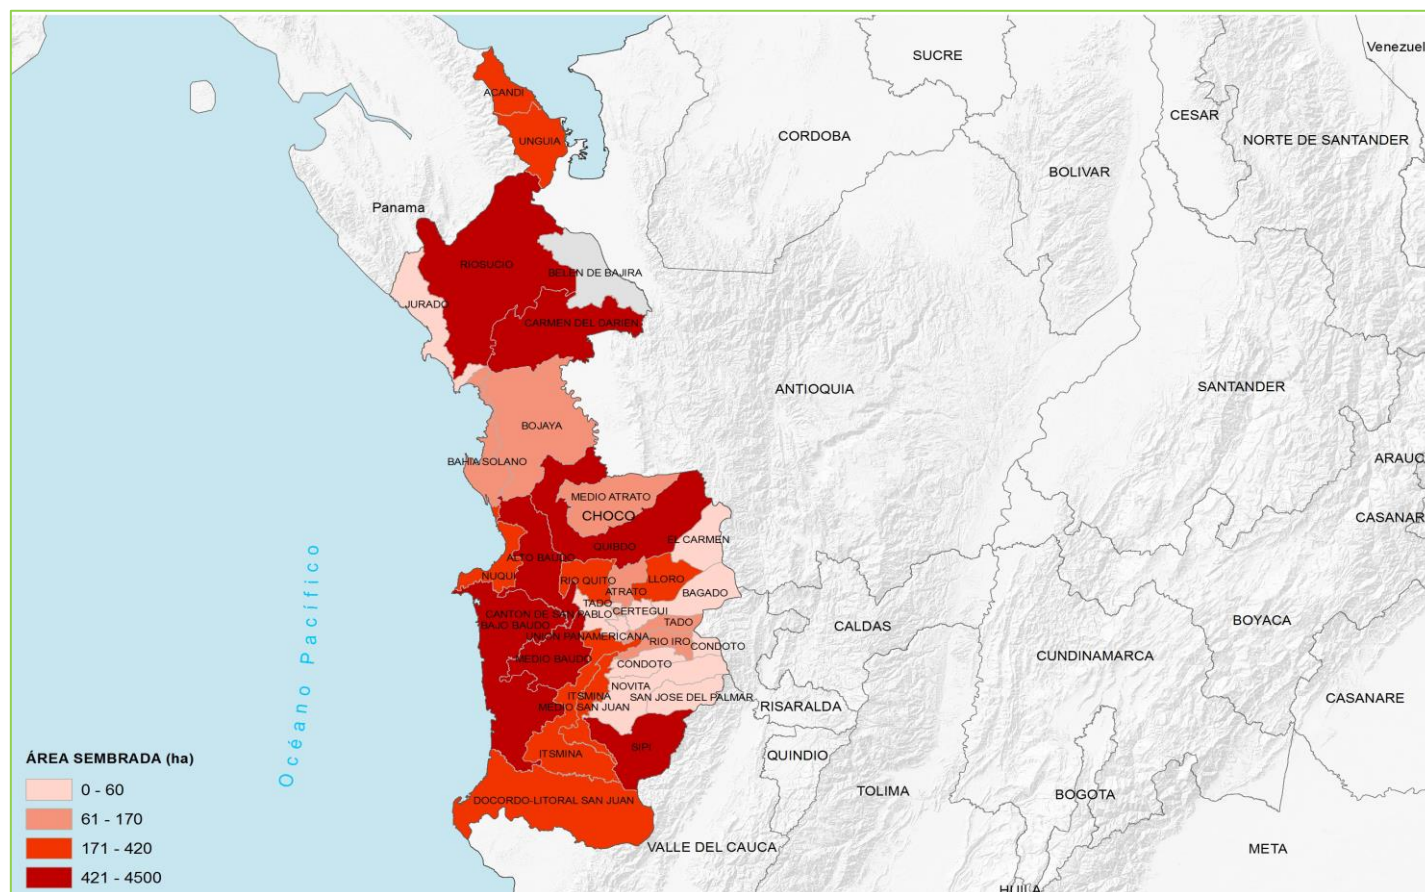 SUCRE
Venezuel
CESAR
ACANDI
CORDOBA
NORTE DE SANTANDER
UNGUIA
BOLIVAR
Panama
RIOSUCIO
BELEN DE BAJIRA
JURADO
CARMEN DEL DARIEN
ANTIOQUIA
SANTANDER
BOJAYA
BAHIA SOLANO
ARAUC
MEDIO ATRATO
CHOCO
CASANAR
EL CARMEN
QUIBDO
ALTO BAUDO
NUQUI
RIO QUITO
LLORO
ATRATO
BAGADO
TADO
CERTEGUI
CANTON DE SAN PABLO
BAJO BAUDO
TADO
CALDAS
BOYACA
UNION PANAMERICANA
RIO IRO
CONDOTO
CUNDINAMARCA
MEDIO BAUDO
CONDOTO
NOVITA
ITSMINA
SAN JOSE DEL PALMAR
CASANARE
MEDIO SAN JUAN
RISARALDA
Océano Pacífico
SIPI
ITSMINA
QUINDIO
ÁREA SEMBRADA (ha)
0 - 60
TOLIMA
BOGOTA
DOCORDO-LITORAL SAN JUAN
61 - 170
171 - 420
VALLE DEL CAUCA
META
421 - 4500
HUILA